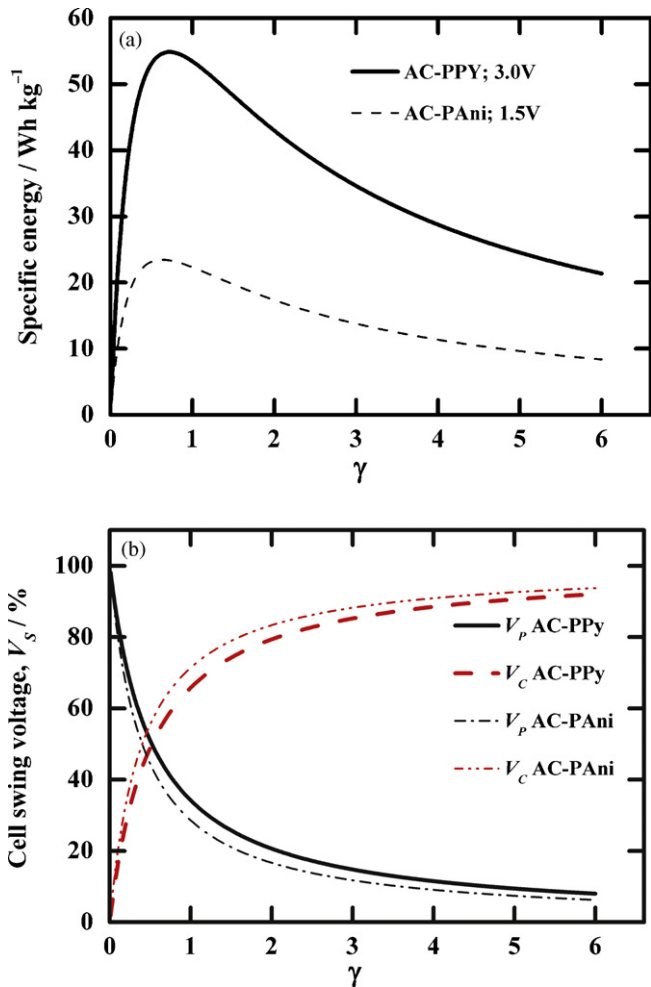 (a)
AC-PPY; 3.0V
AC-PAni; 1.5V
Specific energy / Wh kg⁻¹
60
50
40
30
20
10
0
0 1 2 3 4 5 6
γ
(b)
V_P AC-PPy
V_C AC-PPy
V_P AC-PAni
V_C AC-PAni
Cell swing voltage, V_S / %
100
80
60
40
20
0
0 1 2 3 4 5 6
γ